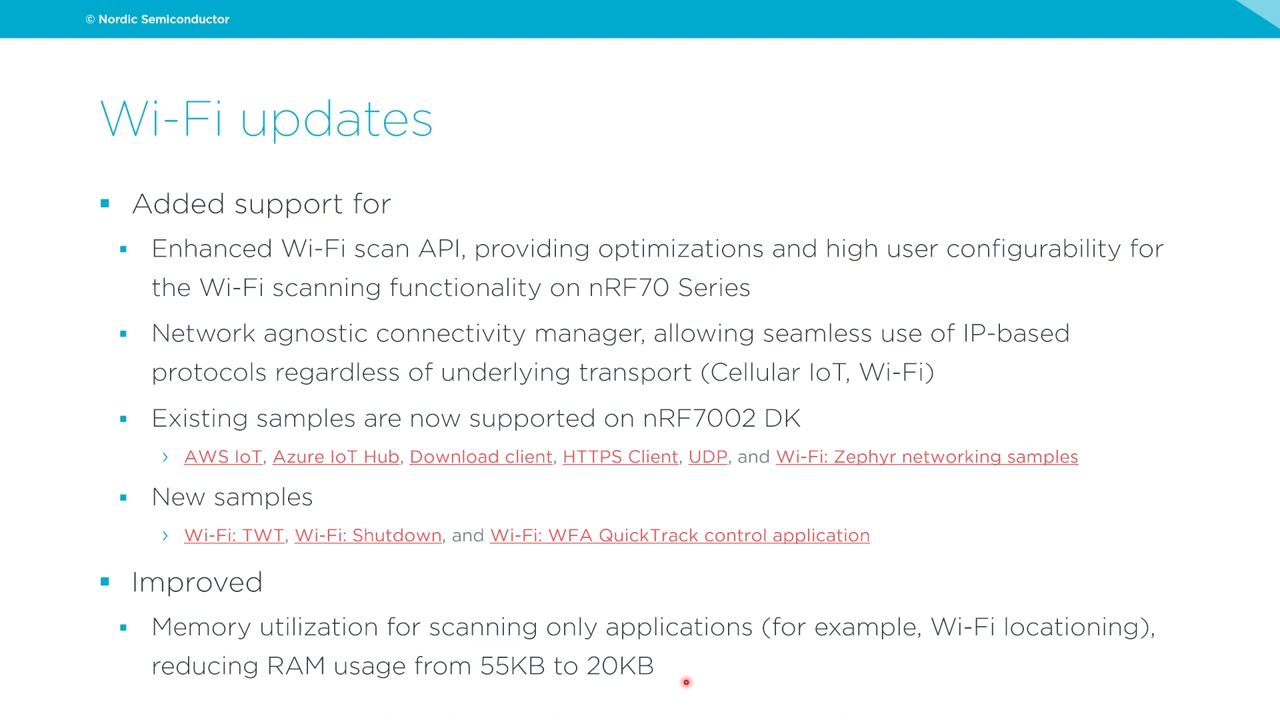 © Nordic Semiconductor
Wi-Fi updates
Added support for
Enhanced Wi-Fi scan API, providing optimizations and high user configurability for
the Wi-Fi scanning functionality on nRF70 Series
Network agnostic connectivity manager, allowing seamless use of IP-based
protocols regardless of underlying transport (Cellular IoT, Wi-Fi)
Existing samples are now supported on nRF7002 DK
AWS IoT, Azure IoT Hub, Download client, HTTPS Client, UDP, and Wi-Fi: Zephyr networking samples
New samples
Wi-Fi: TWT, Wi-Fi: Shutdown, and Wi-Fi: WFA QuickTrack control application
Improved
Memory utilization for scanning only applications (for example, Wi-Fi locationing),
reducing RAM usage from 55KB to 20KB